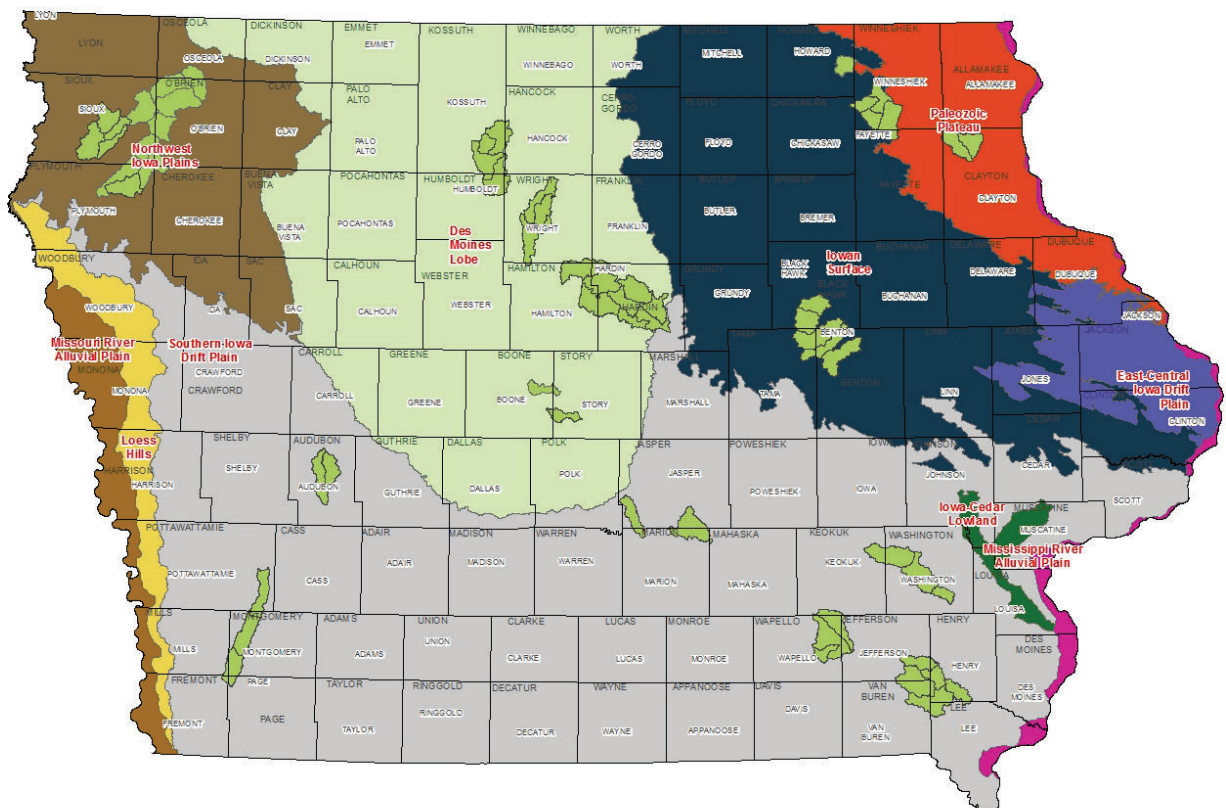 LYON
OSCEOLA
DICKINSON
EMMET
KOSSUTH
WINNEBAGO
WORTH
MITCHELL
HOWARD
WINNESHIEK
LYON
OSCEOLA
DICKINSON
EMMET
WINNEBAGO
WORTH
MITCHELL
HOWARD
ALLAMAKEE
ALLAMAKEE
SIOUX
O'BRIEN
CLAY
PALO
ALTO
KOSSUTH
HANCOCK
CERRO
GORDO
FLOYD
CHICKASAW
WINNESHIEK
SIOUX
O'BRIEN
CLAY
PALO
ALTO
HANCOCK
CERRO
GORDO
FLOYD
CHICKASAW
FAYETTE
Paleozoic
Plateau
Northwest
Iowa Plains
PLYMOUTH
CHEROKEE
BUENA
VISTA
POCAHONTAS
HUMBOLDT
HUMBOLDT
WRIGHT
FRANKLIN
BUTLER
BREMER
FAYETTE
CLAYTON
CLAYTON
PLYMOUTH
CHEROKEE
BUENA
VISTA
POCAHONTAS
WRIGHT
FRANKLIN
BUTLER
BREMER
Des
Moines
Lobe
WOODBURY
IDA
SAC
CALHOUN
WEBSTER
HAMILTON
HARDIN
GRUNDY
BLACK
HAWK
BLACK
HAWK
Iowan
Surface
BUCHANAN
DELAWARE
DUBUQUE
DELAWARE
DUBUQUE
WOODBURY
IDA
SAC
CALHOUN
WEBSTER
HAMILTON
HARDIN
GRUNDY
BUCHANAN
JACKSON
Missouri River
Alluvial Plain
Southern Iowa
Drift Plain
MONONA
CRAWFORD
CRAWFORD
CARROLL
GREENE
BOONE
STORY
MARSHALL
TAMA
BENTON
BENTON
LINN
JONES
JACKSON
MONONA
CARROLL
GREENE
BOONE
STORY
MARSHALL
TAMA
LINN
JONES
East-Central
Iowa Drift
Plain
CLINTON
CLINTON
Loess
Hills
HARRISON
SHELBY
AUDUBON
GUTHRIE
DALLAS
POLK
JASPER
POWESHIEK
CEDAR
HARRISON
SHELBY
AUDUBON
GUTHRIE
DALLAS
POLK
JASPER
POWESHIEK
IOWA
JOHNSON
CEDAR
SCOTT
Iowa-Cedar
Lowland
MUSCATINE
MUSCATINE
Mississippi River
Alluvial Plain
POTTAWATTAMIE
CASS
ADAIR
MADISON
WARREN
MARION
MAHASKA
KEOKUK
WASHINGTON
LOUISA
POTTAWATTAMIE
CASS
ADAIR
MADISON
WARREN
MARION
MAHASKA
KEOKUK
WASHINGTON
LOUISA
MILLS
MONTGOMERY
ADAMS
UNION
CLARKE
LUCAS
MONROE
WAPELLO
JEFFERSON
HENRY
DES
MOINES
MILLS
MONTGOMERY
ADAMS
UNION
CLARKE
LUCAS
MONROE
WAPELLO
JEFFERSON
HENRY
FREMONT
PAGE
TAYLOR
RINGGOLD
DECATUR
WAYNE
APPANOOSE
DAVIS
VAN
BUREN
LEE
DES
MOINES
FREMONT
PAGE
TAYLOR
RINGGOLD
DECATUR
WAYNE
APPANOOSE
DAVIS
VAN
BUREN
LEE